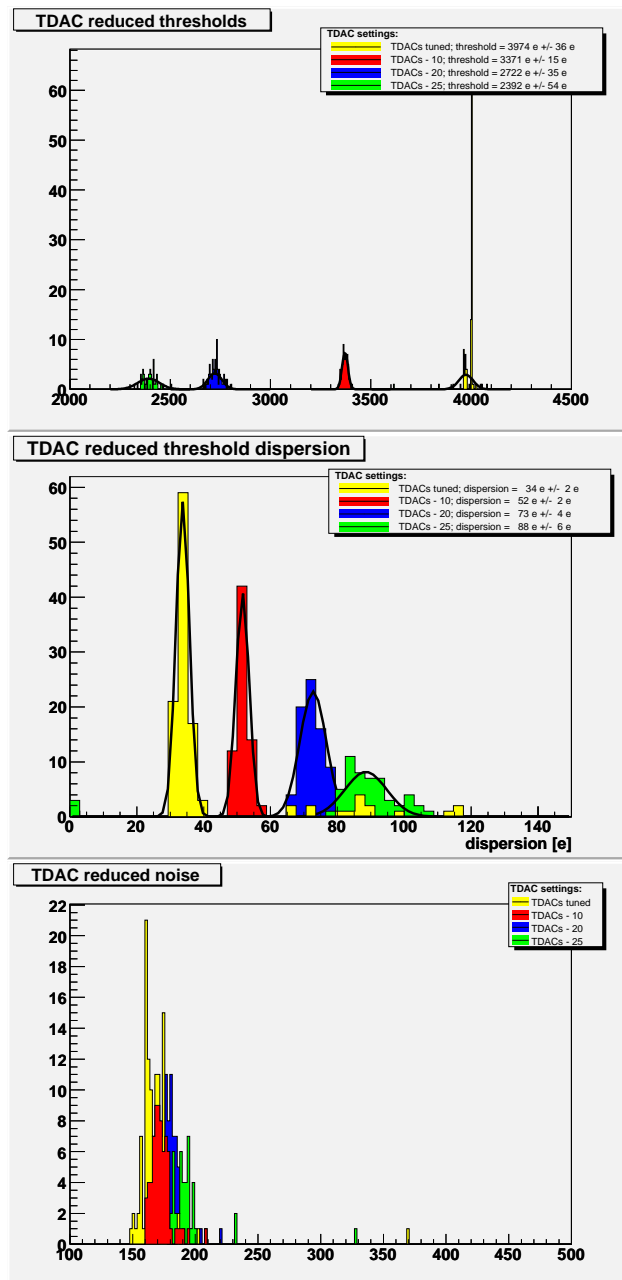 TDAC reduced thresholds
TDAC settings:
TDACs tuned; threshold = 3974 e +/- 36 e
TDACs - 10; threshold = 3371 e +/- 15 e
TDACs - 20; threshold = 2722 e +/- 35 e
TDACs - 25; threshold = 2392 e +/- 54 e
60
50
40
30
20
10
0
2000 2500 3000 3500 4000 4500
TDAC reduced threshold dispersion
TDAC settings:
TDACs tuned; dispersion = 34 e +/- 2 e
TDACs - 10; dispersion = 52 e +/- 2 e
TDACs - 20; dispersion = 73 e +/- 4 e
TDACs - 25; dispersion = 88 e +/- 6 e
60
50
40
30
20
10
0
0 20 40 60 80 100 120 140
dispersion [e]
TDAC reduced noise
TDAC settings:
TDACs tuned
TDACs - 10
TDACs - 20
TDACs - 25
22
20
18
16
14
12
10
8
6
4
2
0
100 150 200 250 300 350 400 450 500